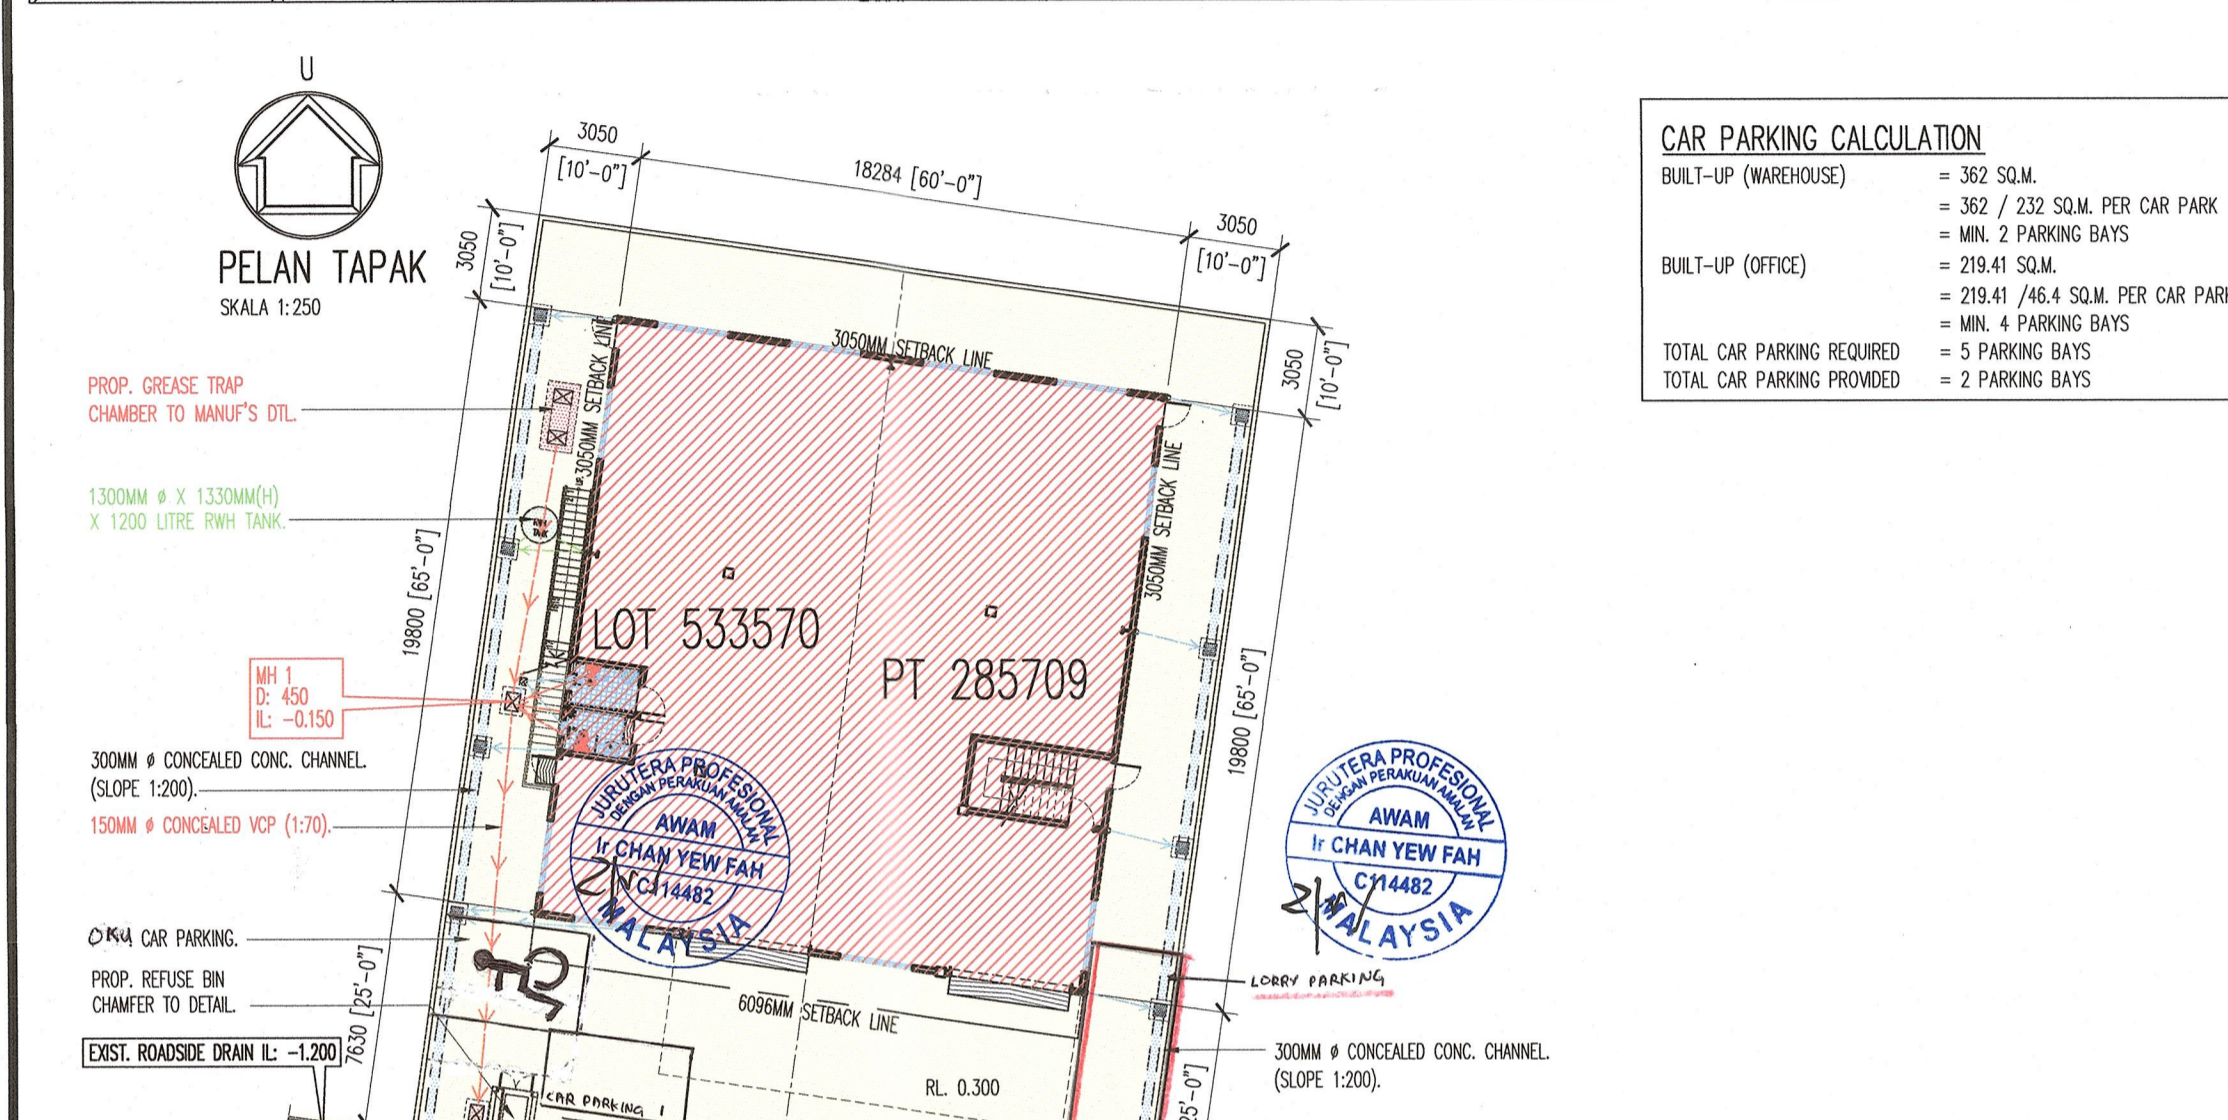 U
PELAN TAPAK
SKALA 1:250
3050
[10'-0"]
18284 [60'-0"]
3050
[10'-0"]
3050
[10'-0"]
3050
[10'-0"]
CAR PARKING CALCULATION
BUILT-UP (WAREHOUSE) = 362 SQ.M.
= 362 / 232 SQ.M. PER CAR PARK
= MIN. 2 PARKING BAYS
BUILT-UP (OFFICE) = 219.41 SQ.M.
= 219.41 /46.4 SQ.M. PER CAR PARK
= MIN. 4 PARKING BAYS
TOTAL CAR PARKING REQUIRED = 5 PARKING BAYS
TOTAL CAR PARKING PROVIDED = 2 PARKING BAYS
3050MM SETBACK LINE
3050MM SETBACK LINE
3050MM SETBACK LINE
PROP. GREASE TRAP
CHAMBER TO MANUF'S DTL.
1300MM ø X 1330MM(H)
X 1200 LITRE RWH TANK.
19800 [65'-0"]
19800 [65'-0"]
LOT 533570
PT 285709
MH 1
D: 450
IL: -0.150
300MM ø CONCEALED CONC. CHANNEL.
(SLOPE 1:200).
150MM ø CONCEALED VCP (1:70).
JURUTERA PROFESIONAL
DENGAN PERAKUAN AMALAN
AWAM
Ir CHAN YEW FAH
C114482
MALAYSIA
JURUTERA PROFESIONAL
DENGAN PERAKUAN AMALAN
AWAM
Ir CHAN YEW FAH
C114482
MALAYSIA
OKU CAR PARKING.
PROP. REFUSE BIN
CHAMFER TO DETAIL.
EXIST. ROADSIDE DRAIN IL: -1.200
7630 [25'-0"]
6096MM SETBACK LINE
LORRY PARKING
300MM ø CONCEALED CONC. CHANNEL.
(SLOPE 1:200).
RL. 0.300
CAR PARKING 1
25'-0"]